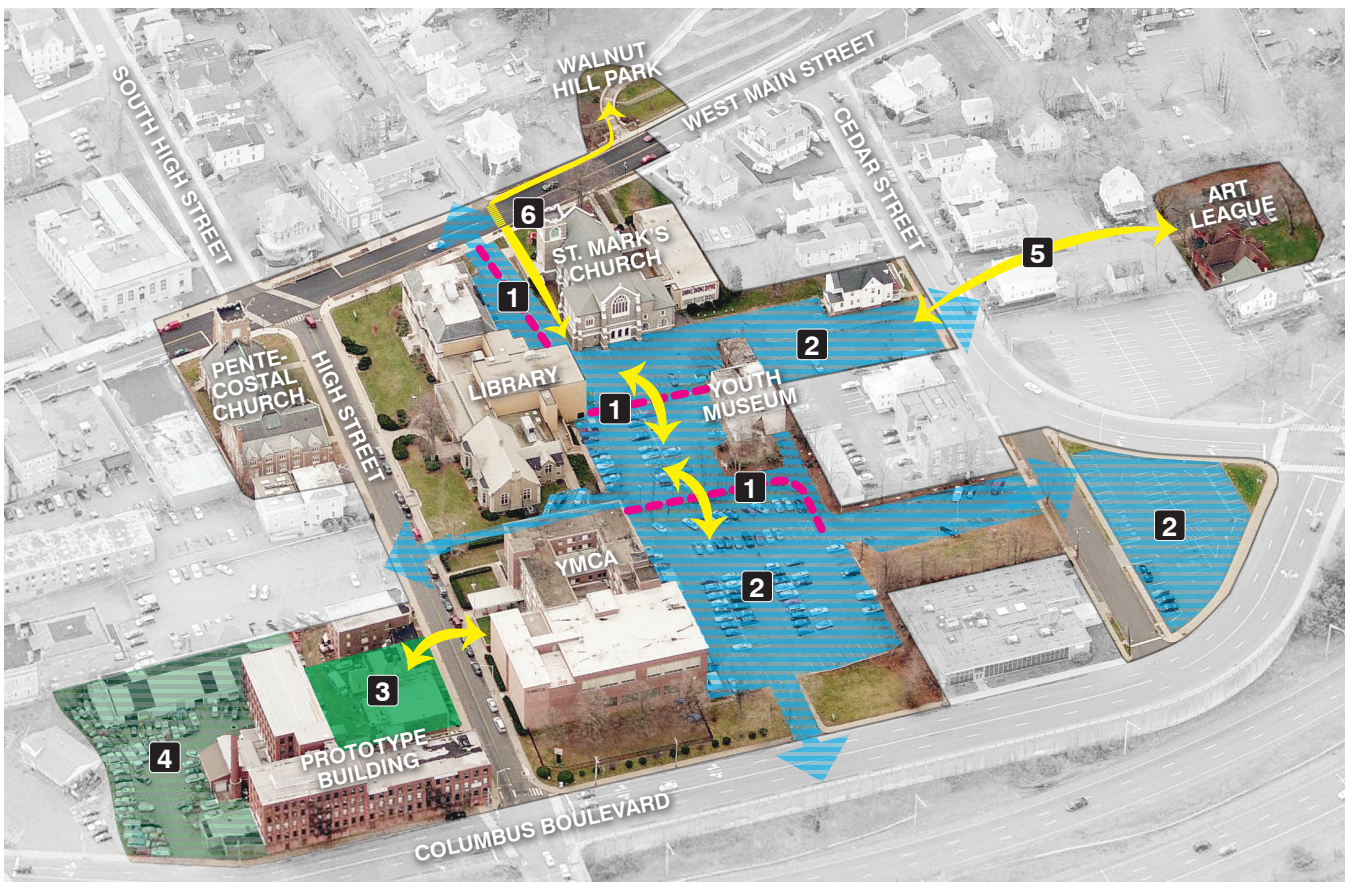 WALNUT
HILL PARK
WEST MAIN STREET
SOUTH HIGH STREET
CEDAR STREET
ART
LEAGUE
6
5
ST. MARK'S
CHURCH
1
2
PENTE-
COSTAL
CHURCH
HIGH STREET
LIBRARY
YOUTH
MUSEUM
1
1
2
YMCA
2
3
4
PROTOTYPE
BUILDING
COLUMBUS BOULEVARD